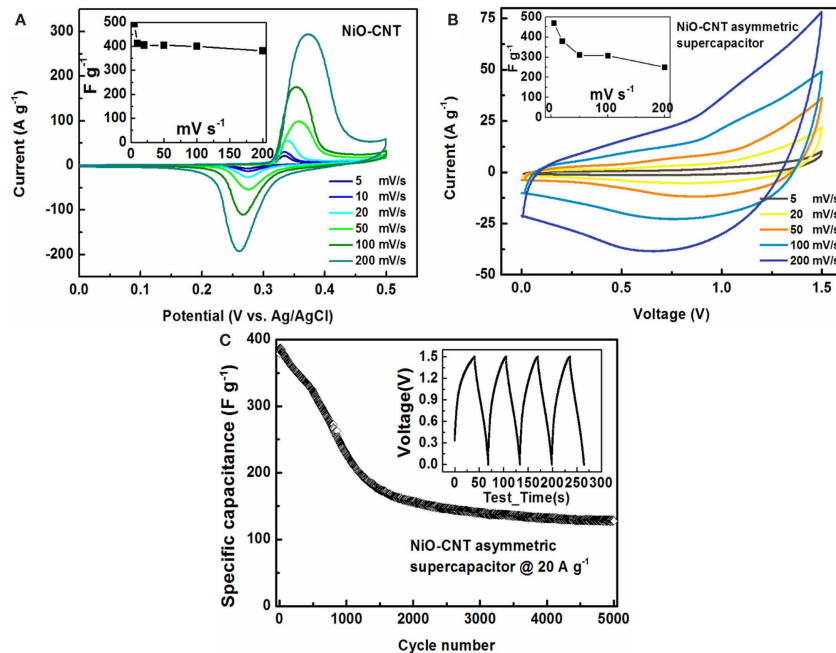 A
NiO-CNT
Current (A g⁻¹)
300
200
100
0
-100
-200
0.0 0.1 0.2 0.3 0.4 0.5
Potential (V vs. Ag/AgCl)
F g⁻¹
500
400
300
200
100
0
0 50 100 150 200
mV s⁻¹
5 mV/s
10 mV/s
20 mV/s
50 mV/s
100 mV/s
200 mV/s
B
NiO-CNT asymmetric
supercapacitor
Current (A g⁻¹)
75
50
25
0
-25
-50
0.0 0.5 1.0 1.5
Voltage (V)
F g⁻¹
500
400
300
200
100
0
0 100 200
mV s⁻¹
5 mV/s
20 mV/s
50 mV/s
100 mV/s
200 mV/s
C
Specific capacitance (F g⁻¹)
400
300
200
100
0
0 1000 2000 3000 4000 5000
Cycle number
NiO-CNT asymmetric
supercapacitor @ 20 A g⁻¹
Voltage(V)
1.5
1.2
0.9
0.6
0.3
0.0
0 50 100 150 200 250 300
Test_Time(s)